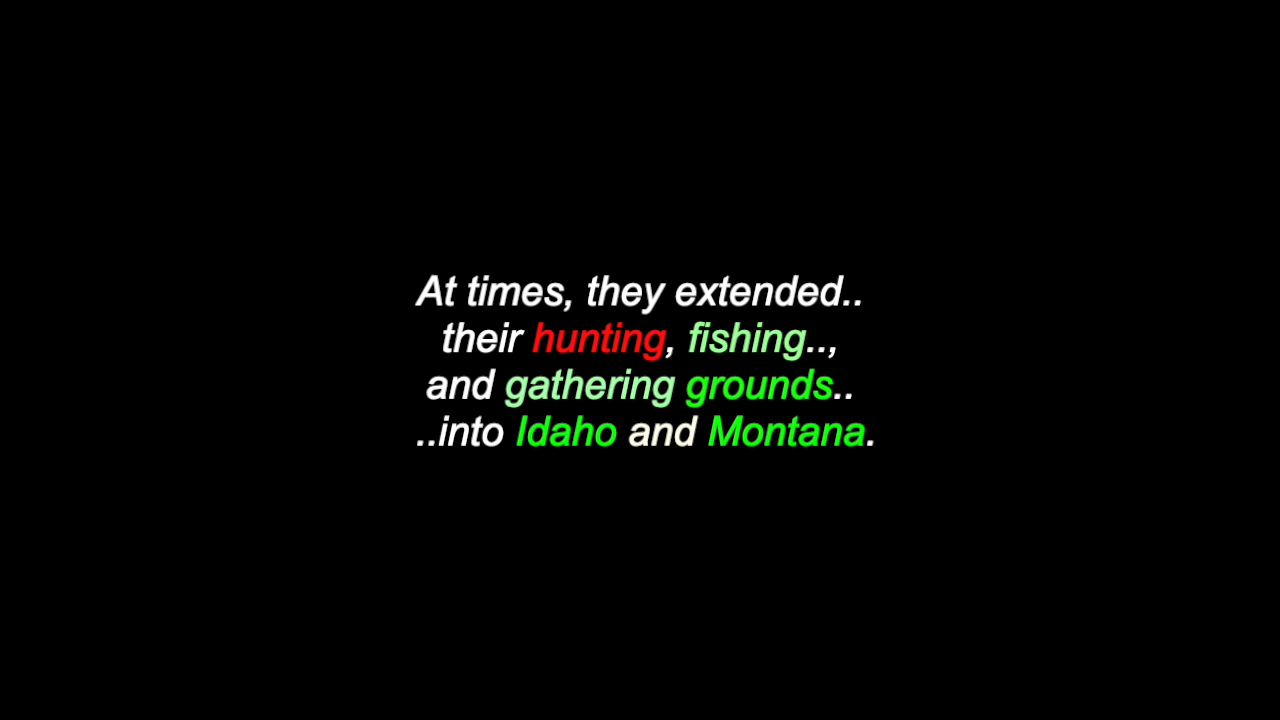 At times, they extended..
their hunting, fishing..,
and gathering grounds..
..into Idaho and Montana.